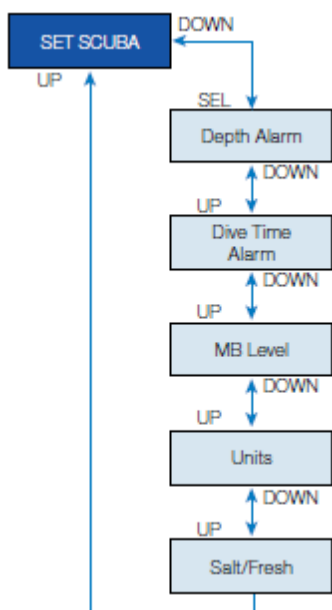 SET SCUBA
DOWN
UP
SEL
Depth Alarm
DOWN
UP
Dive Time
Alarm
DOWN
UP
MB Level
DOWN
UP
Units
DOWN
UP
Salt/Fresh